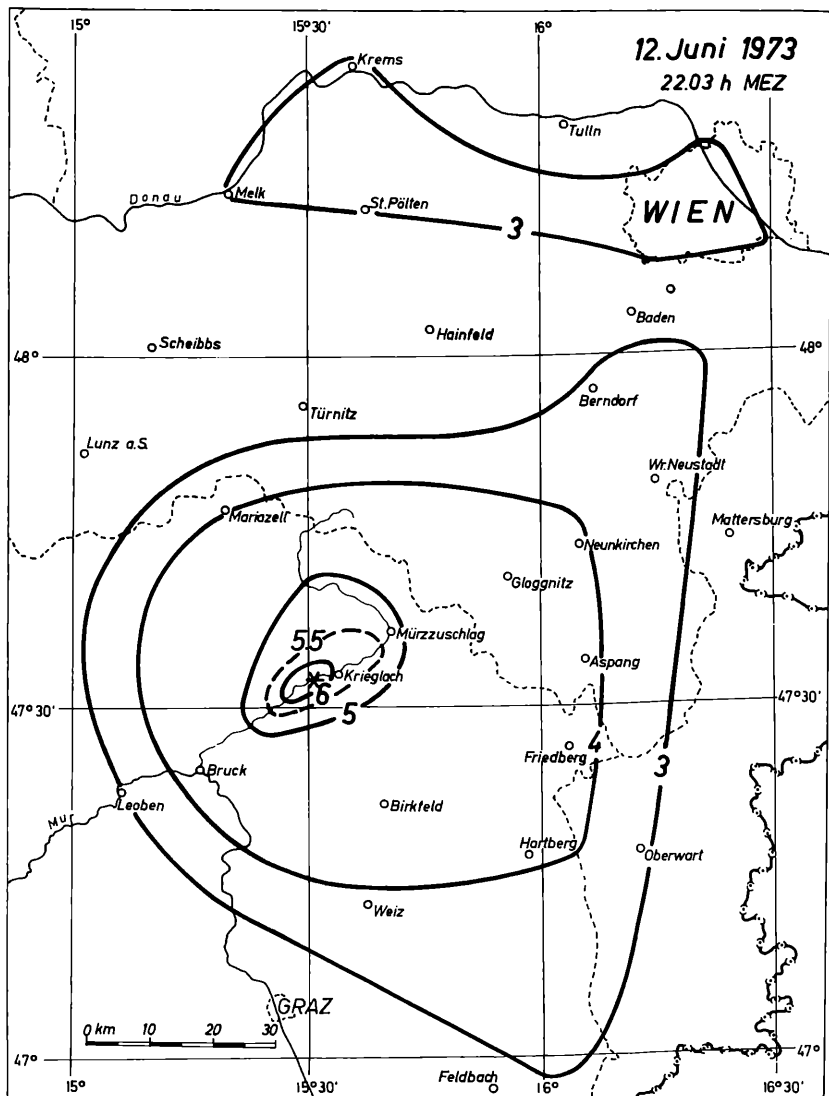 15°
15° 30'
16°
12. Juni 1973
22.03 h MEZ
Krems
Tulln
Donau
Melk
St.Pölten
WIEN
3
Baden
Hainfeld
Scheibbs
48°
48°
Berndorf
Türnitz
Lunz a.S.
Wr.Neustadt
Mariazell
Mattersburg
Neunkirchen
Gloggnitz
5.5
Mürzzuschlag
Aspang
Krieglach
6
5
47°30'
47°30'
4
3
Friedberg
Bruck
Leoben
Birkfeld
Mur
Hartberg
Oberwart
Weiz
GRAZ
0 km 10 20 30
47°
47°
Feldbach
15°
15°30'
16°
16°30'